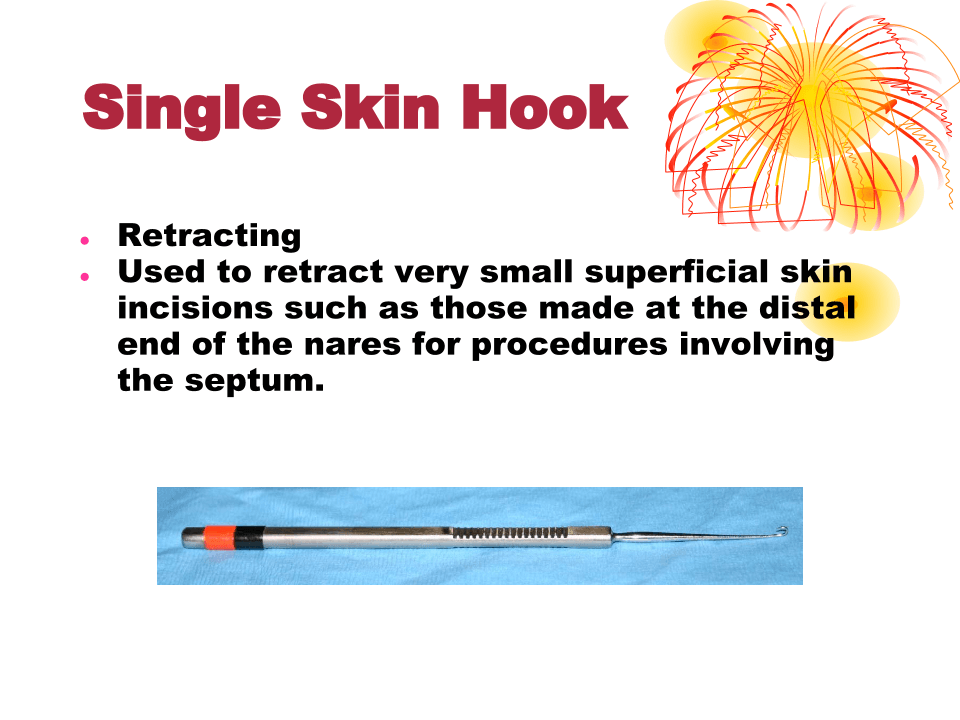 Single Skin Hook
Retracting
Used to retract very small superficial skin
incisions such as those made at the distal
end of the nares for procedures involving
the septum.